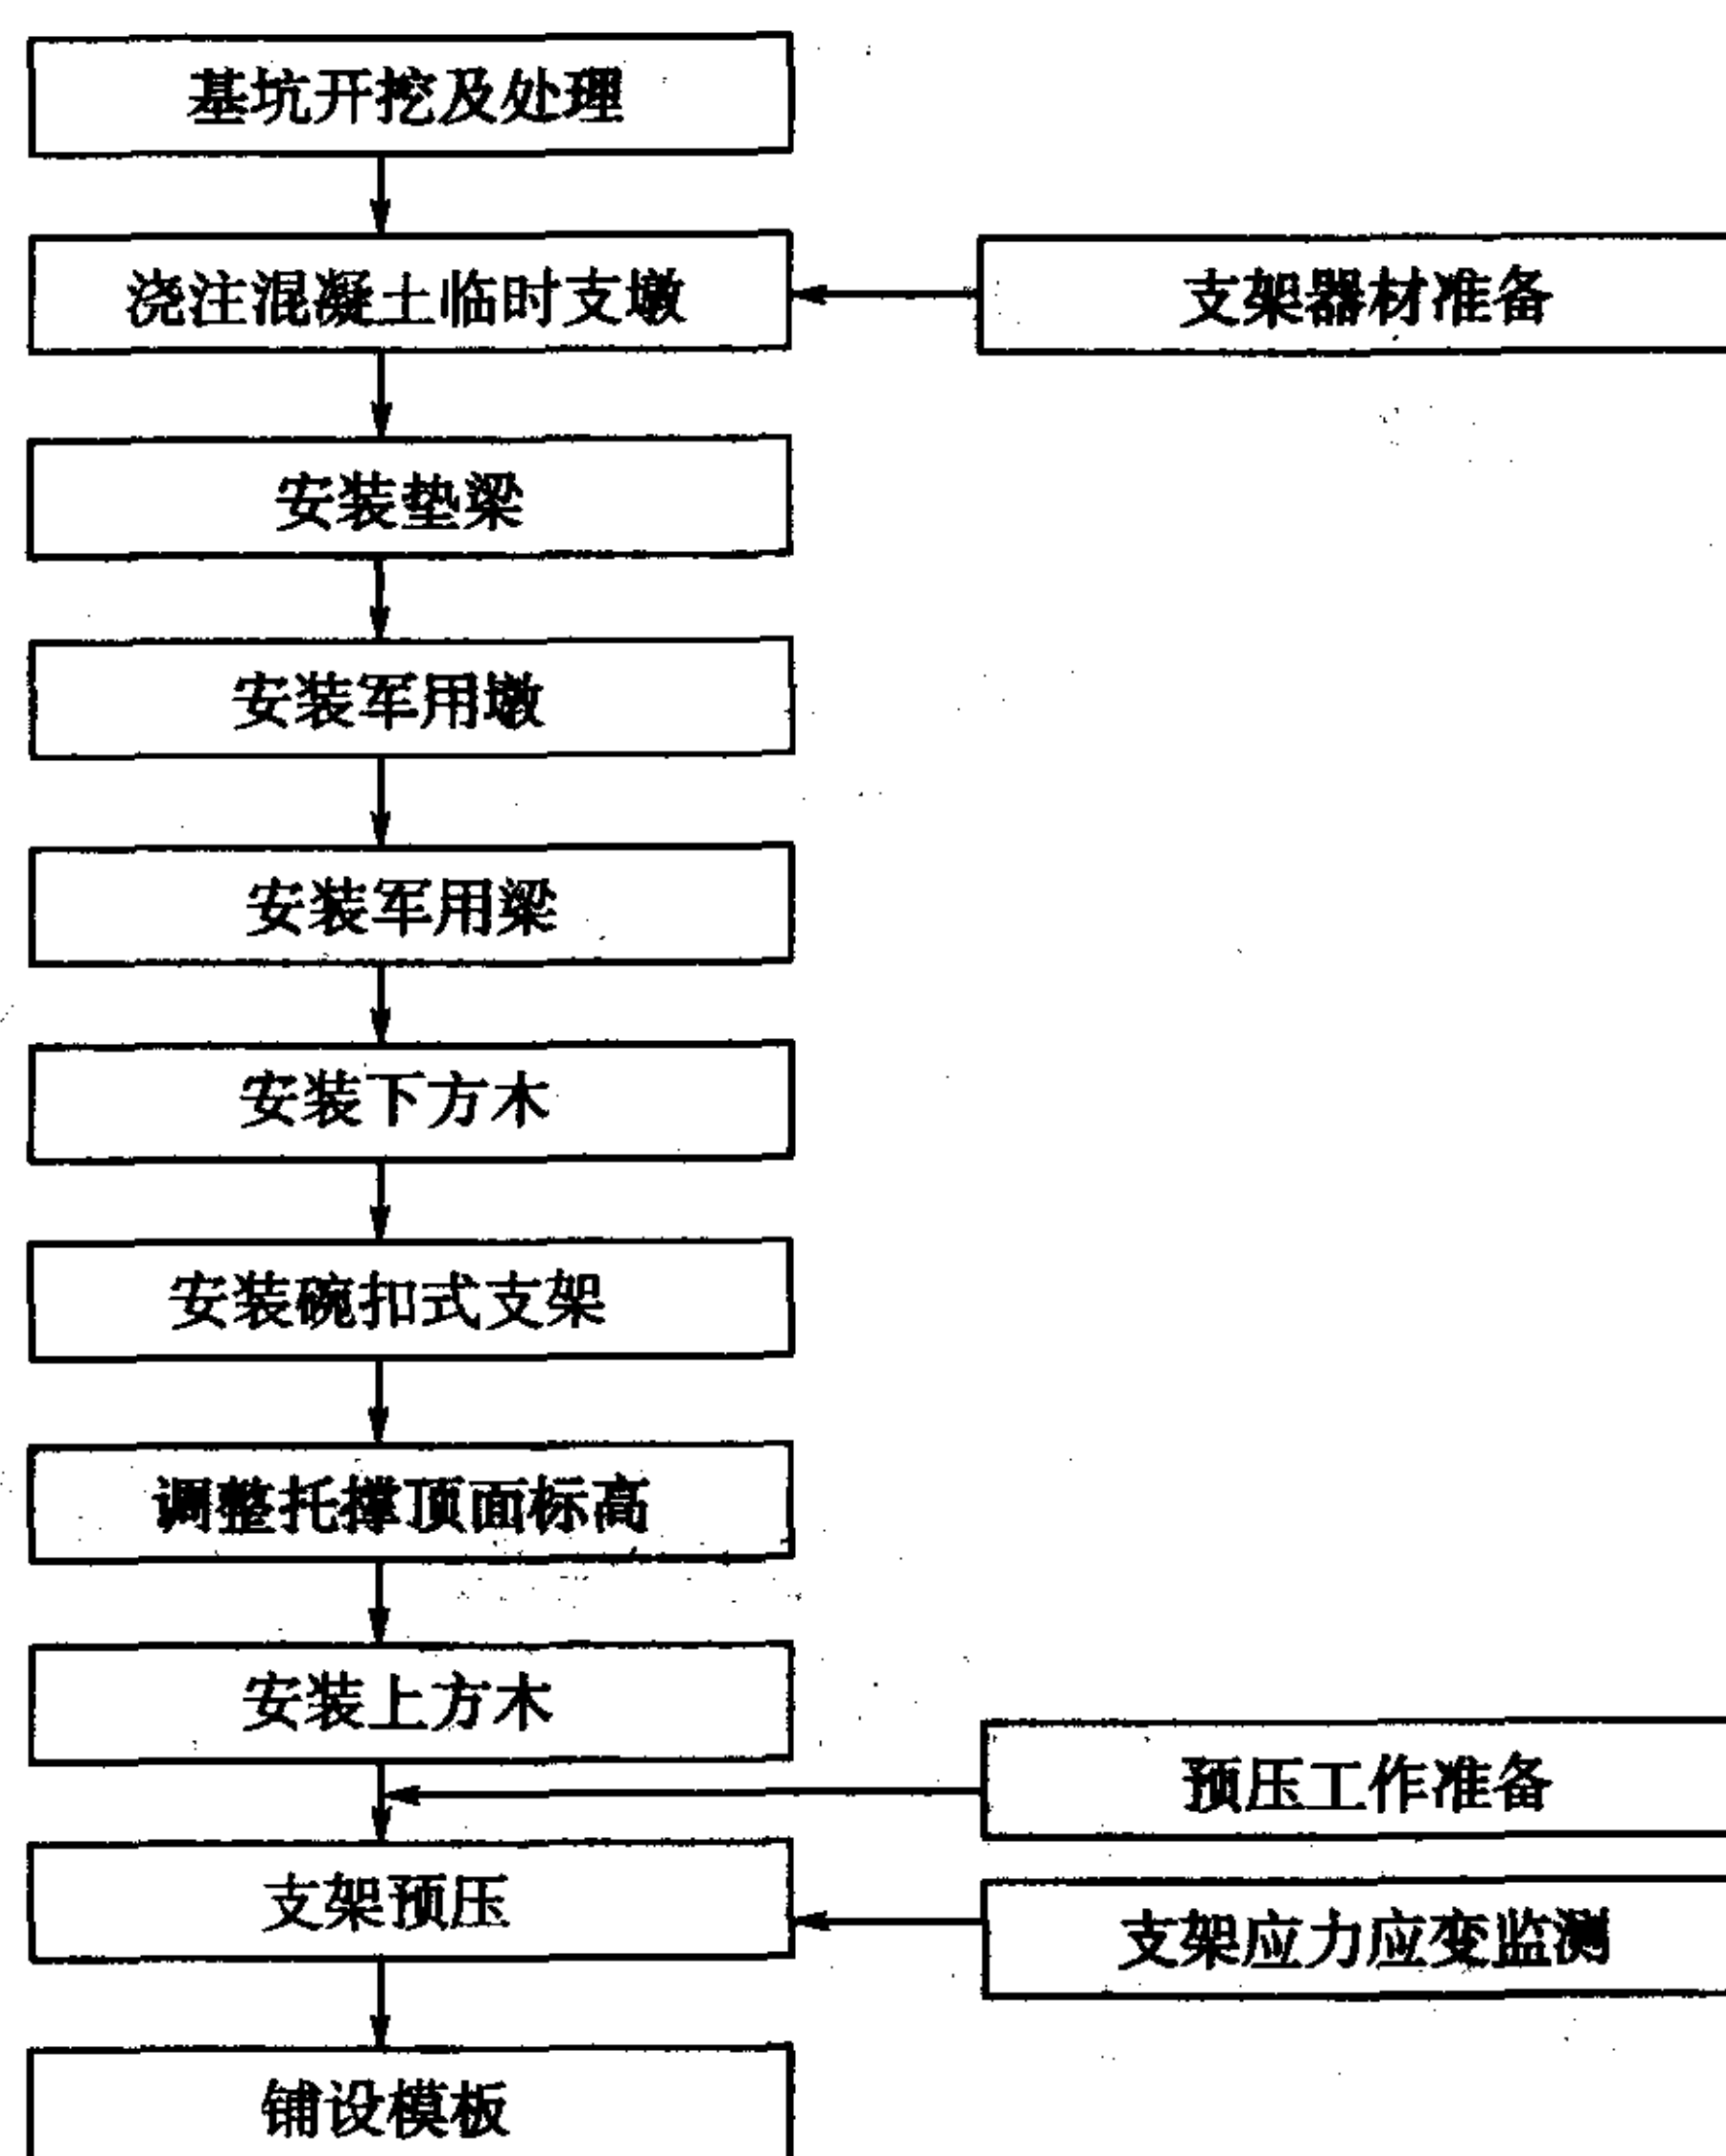 基坑开挖及处理
浇注混凝土临时支墩
支架器材准备
安装垫梁
安装军用墩
安装军用梁
安装下方木
安装碗扣式支架
调整托撑顶面标高
安装上方木
预压工作准备
支架预压
支架应力应变监测
铺设模板